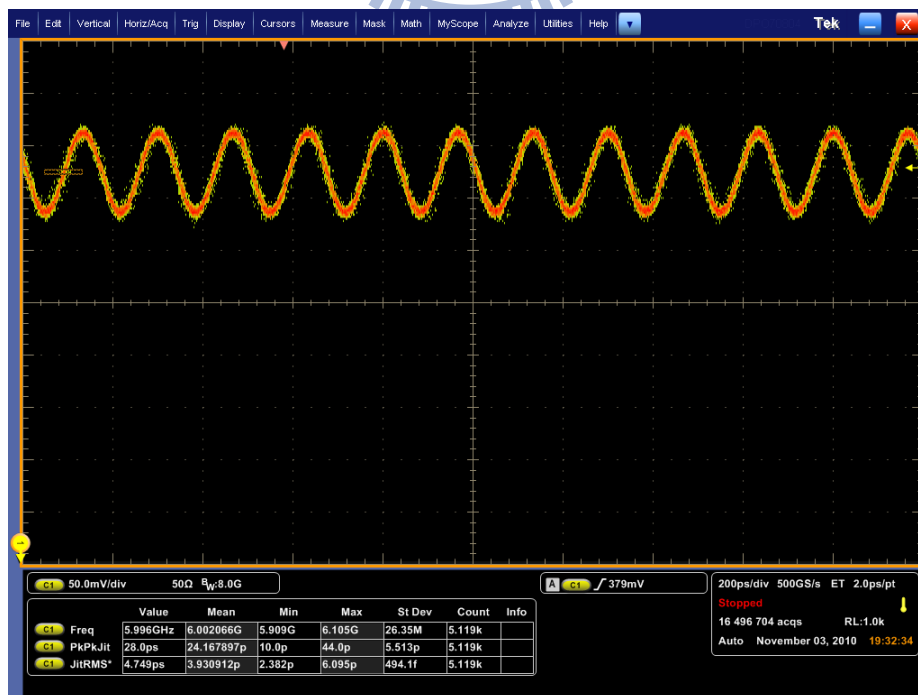 File Edit Vertical Horiz/Acq Trig Display Cursors Measure Mask Math MyScope Analyze Utilities Help Tek X
C1 50.0mV/div 50Ω BW:8.0G
A C1 379mV
200ps/div 500GS/s ET 2.0ps/pt
Stopped
16 496 704 acqs RL:1.0k
Auto November 03, 2010 19:32:34
Value Mean Min Max St Dev Count Info
C1 Freq 5.996GHz 6.002066G 5.909G 6.105G 26.35M 5.119k
C1 PkPkJit 28.0ps 24.167897p 10.0p 44.0p 5.513p 5.119k
C1 JitRMS* 4.749ps 3.930912p 2.382p 6.095p 494.1f 5.119k